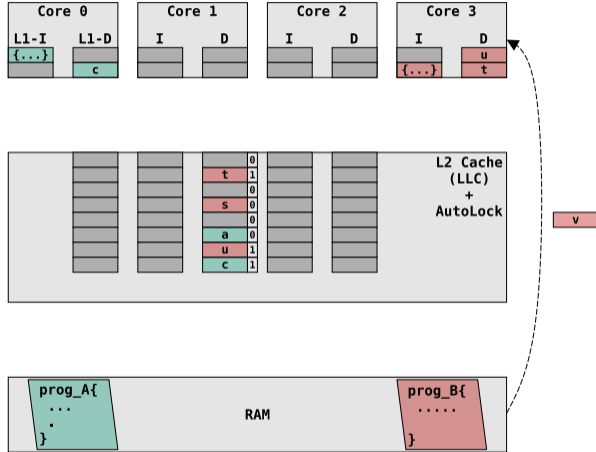 Core 0 Core 1 Core 2 Core 3
L1-I L1-D I D I D I D
{...} u
c {...} t
0
t 1
0
s 0
0
a 0
u 1
c 1
L2 Cache
(LLC)
+
AutoLock
v
prog_A{
...
.
}
RAM
prog_B{
.....
}